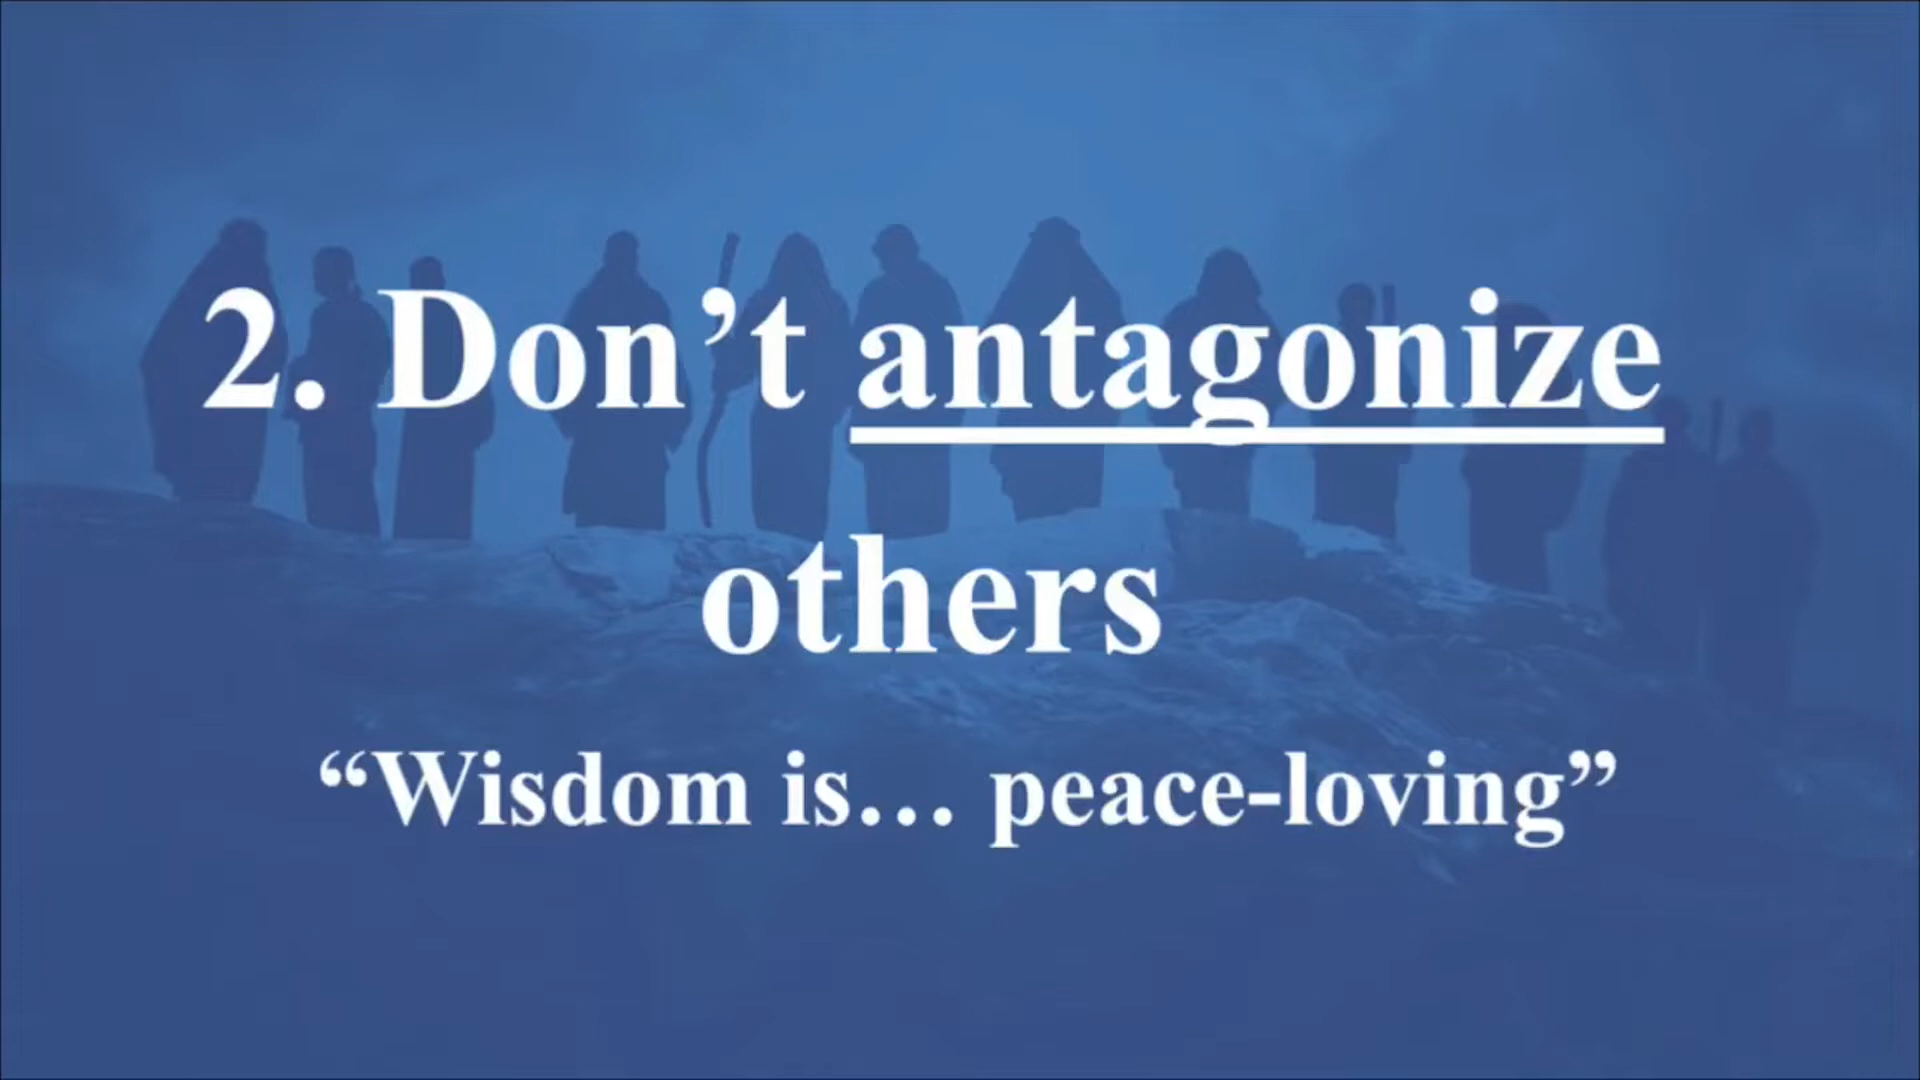 2. Don’t antagonize
others
“Wisdom is… peace-loving”